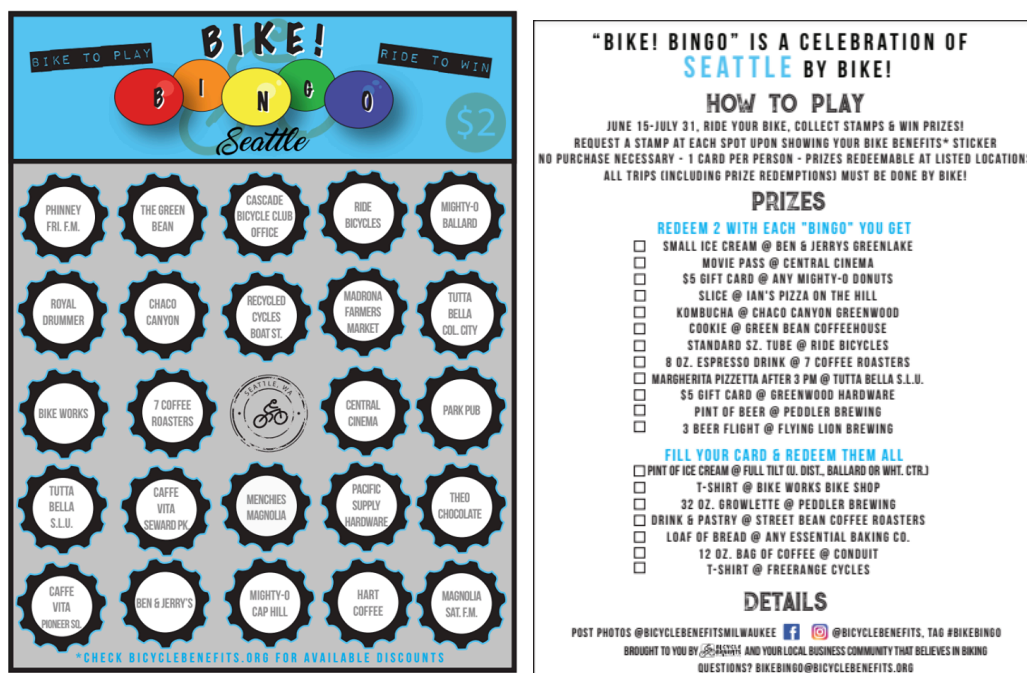 BIKE!
BIKE TO PLAY
RIDE TO WIN
BINGO
Seattle
$2
PHINNEY
FRI. F.M.
THE GREEN
BEAN
CASCADE
BICYCLE CLUB
OFFICE
RIDE
BICYCLES
MIGHTY-O
BALLARD
ROYAL
DRUMMER
CHACO
CANYON
RECYCLED
CYCLES
BOAT ST.
MADRONA
FARMERS
MARKET
TUTTA
BELLA
COL. CITY
BIKE WORKS
7 COFFEE
ROASTERS
SEATTLE, WA
CENTRAL
CINEMA
PARK PUB
TUTTA
BELLA
S.L.U.
CAFFE
VITA
SEWARD PK.
MENCHIES
MAGNOLIA
PACIFIC
SUPPLY
HARDWARE
THEO
CHOCOLATE
CAFFE
VITA
PIONEER SQ.
BEN & JERRY'S
MIGHTY-O
CAP HILL
HART
COFFEE
MAGNOLIA
SAT. F.M.
*CHECK BICYCLEBENEFITS.ORG FOR AVAILABLE DISCOUNTS
"BIKE! BINGO" IS A CELEBRATION OF
SEATTLE BY BIKE!
HOW TO PLAY
JUNE 15-JULY 31, RIDE YOUR BIKE, COLLECT STAMPS & WIN PRIZES!
REQUEST A STAMP AT EACH SPOT UPON SHOWING YOUR BIKE BENEFITS* STICKER
NO PURCHASE NECESSARY - 1 CARD PER PERSON - PRIZES REDEEMABLE AT LISTED LOCATIONS
ALL TRIPS (INCLUDING PRIZE REDEMPTIONS) MUST BE DONE BY BIKE!
PRIZES
REDEEM 2 WITH EACH "BINGO" YOU GET
SMALL ICE CREAM @ BEN & JERRYS GREENLAKE
MOVIE PASS @ CENTRAL CINEMA
$5 GIFT CARD @ ANY MIGHTY-O DONUTS
SLICE @ IAN'S PIZZA ON THE HILL
KOMBUCHA @ CHACO CANYON GREENWOOD
COOKIE @ GREEN BEAN COFFEEHOUSE
STANDARD SZ. TUBE @ RIDE BICYCLES
8 OZ. ESPRESSO DRINK @ 7 COFFEE ROASTERS
MARGHERITA PIZZETTA AFTER 3 PM @ TUTTA BELLA S.L.U.
$5 GIFT CARD @ GREENWOOD HARDWARE
PINT OF BEER @ PEDDLER BREWING
3 BEER FLIGHT @ FLYING LION BREWING
FILL YOUR CARD & REDEEM THEM ALL
PINT OF ICE CREAM @ FULL TILT (U. DIST., BALLARD OR WHT. CTR.)
T-SHIRT @ BIKE WORKS BIKE SHOP
32 OZ. GROWLETTE @ PEDDLER BREWING
DRINK & PASTRY @ STREET BEAN COFFEE ROASTERS
LOAF OF BREAD @ ANY ESSENTIAL BAKING CO.
12 OZ. BAG OF COFFEE @ CONDUIT
T-SHIRT @ FREERANGE CYCLES
DETAILS
POST PHOTOS @BICYCLEBENEFITSMILWAUKEE @BICYCLEBENEFITS, TAG #BIKEBINGO
BROUGHT TO YOU BY BICYCLE BENEFITS AND YOUR LOCAL BUSINESS COMMUNITY THAT BELIEVES IN BIKING
QUESTIONS? BIKEBINGO@BICYCLEBENEFITS.ORG